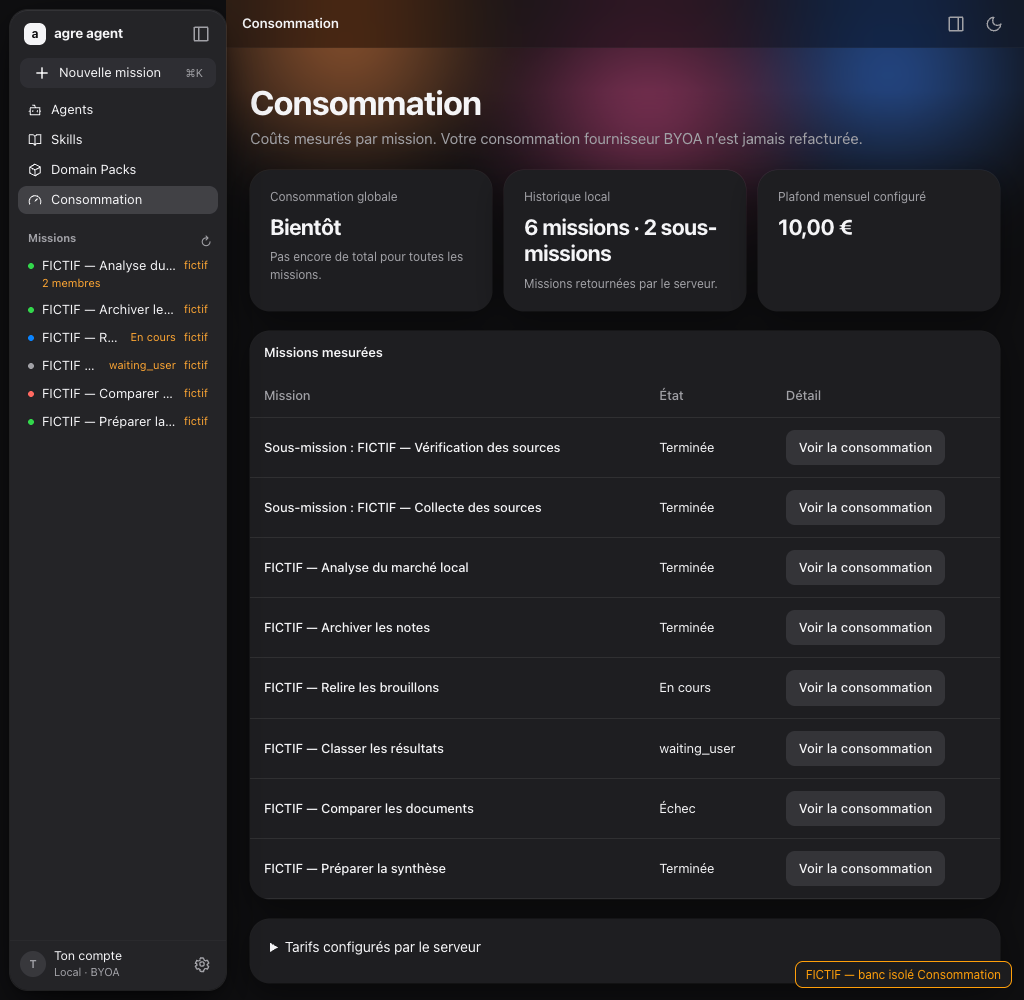 a agre agent
Nouvelle mission ⌘K
Agents
Skills
Domain Packs
Consommation
Missions
FICTIF — Analyse du... fictif
2 membres
FICTIF — Archiver le... fictif
FICTIF — R... En cours fictif
FICTIF ... waiting_user fictif
FICTIF — Comparer ... fictif
FICTIF — Préparer la... fictif
T Ton compte
Local · BYOA
Consommation
Consommation
Coûts mesurés par mission. Votre consommation fournisseur BYOA n’est jamais refacturée.
Consommation globale
Bientôt
Pas encore de total pour toutes les
missions.
Historique local
6 missions · 2 sous-
missions
Missions retournées par le serveur.
Plafond mensuel configuré
10,00 €
Missions mesurées
Mission État Détail
Sous-mission : FICTIF — Vérification des sources Terminée Voir la consommation
Sous-mission : FICTIF — Collecte des sources Terminée Voir la consommation
FICTIF — Analyse du marché local Terminée Voir la consommation
FICTIF — Archiver les notes Terminée Voir la consommation
FICTIF — Relire les brouillons En cours Voir la consommation
FICTIF — Classer les résultats waiting_user Voir la consommation
FICTIF — Comparer les documents Échec Voir la consommation
FICTIF — Préparer la synthèse Terminée Voir la consommation
Tarifs configurés par le serveur
FICTIF — banc isolé Consommation